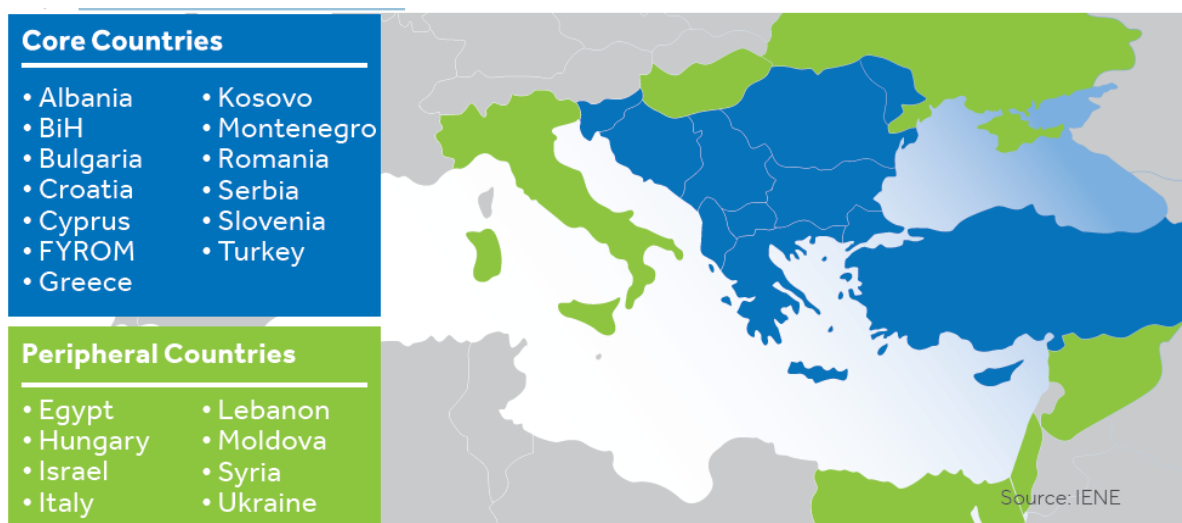 Core Countries
• Albania
• BiH
• Bulgaria
• Croatia
• Cyprus
• FYROM
• Greece
• Kosovo
• Montenegro
• Romania
• Serbia
• Slovenia
• Turkey
Peripheral Countries
• Egypt
• Hungary
• Israel
• Italy
• Lebanon
• Moldova
• Syria
• Ukraine
Source: IENE